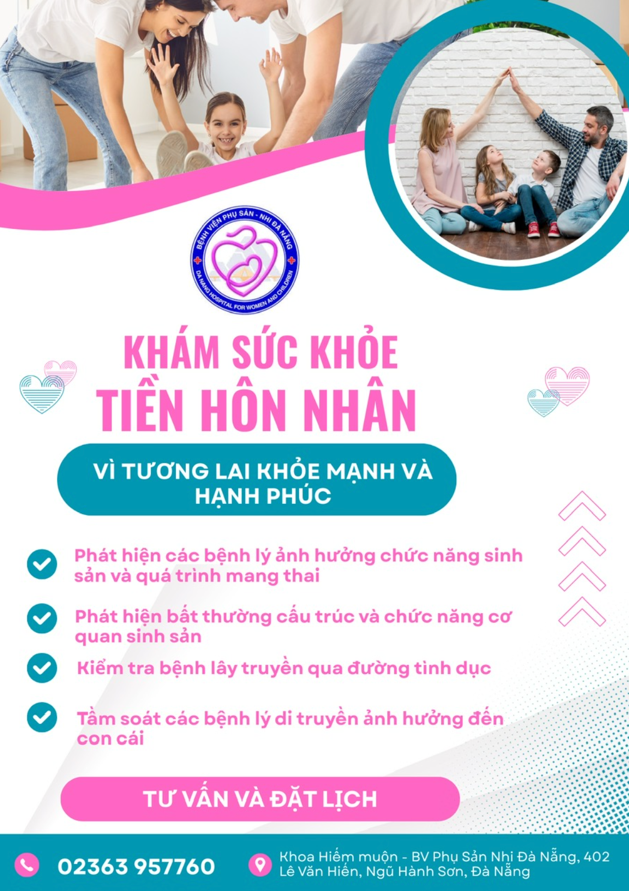 BỆNH VIỆN PHỤ SẢN - NHI ĐÀ NẴNG
DA NANG HOSPITAL FOR WOMEN AND CHILDREN
KHÁM SỨC KHỎE
TIỀN HÔN NHÂN
VÌ TƯƠNG LAI KHỎE MẠNH VÀ
HẠNH PHÚC
Phát hiện các bệnh lý ảnh hưởng chức năng sinh
sản và quá trình mang thai
Phát hiện bất thường cấu trúc và chức năng cơ
quan sinh sản
Kiểm tra bệnh lây truyền qua đường tình dục
Tầm soát các bệnh lý di truyền ảnh hưởng đến
con cái
TƯ VẤN VÀ ĐẶT LỊCH
02363 957760
Khoa Hiếm muộn - BV Phụ Sản Nhi Đà Nẵng, 402
Lê Văn Hiến, Ngũ Hành Sơn, Đà Nẵng